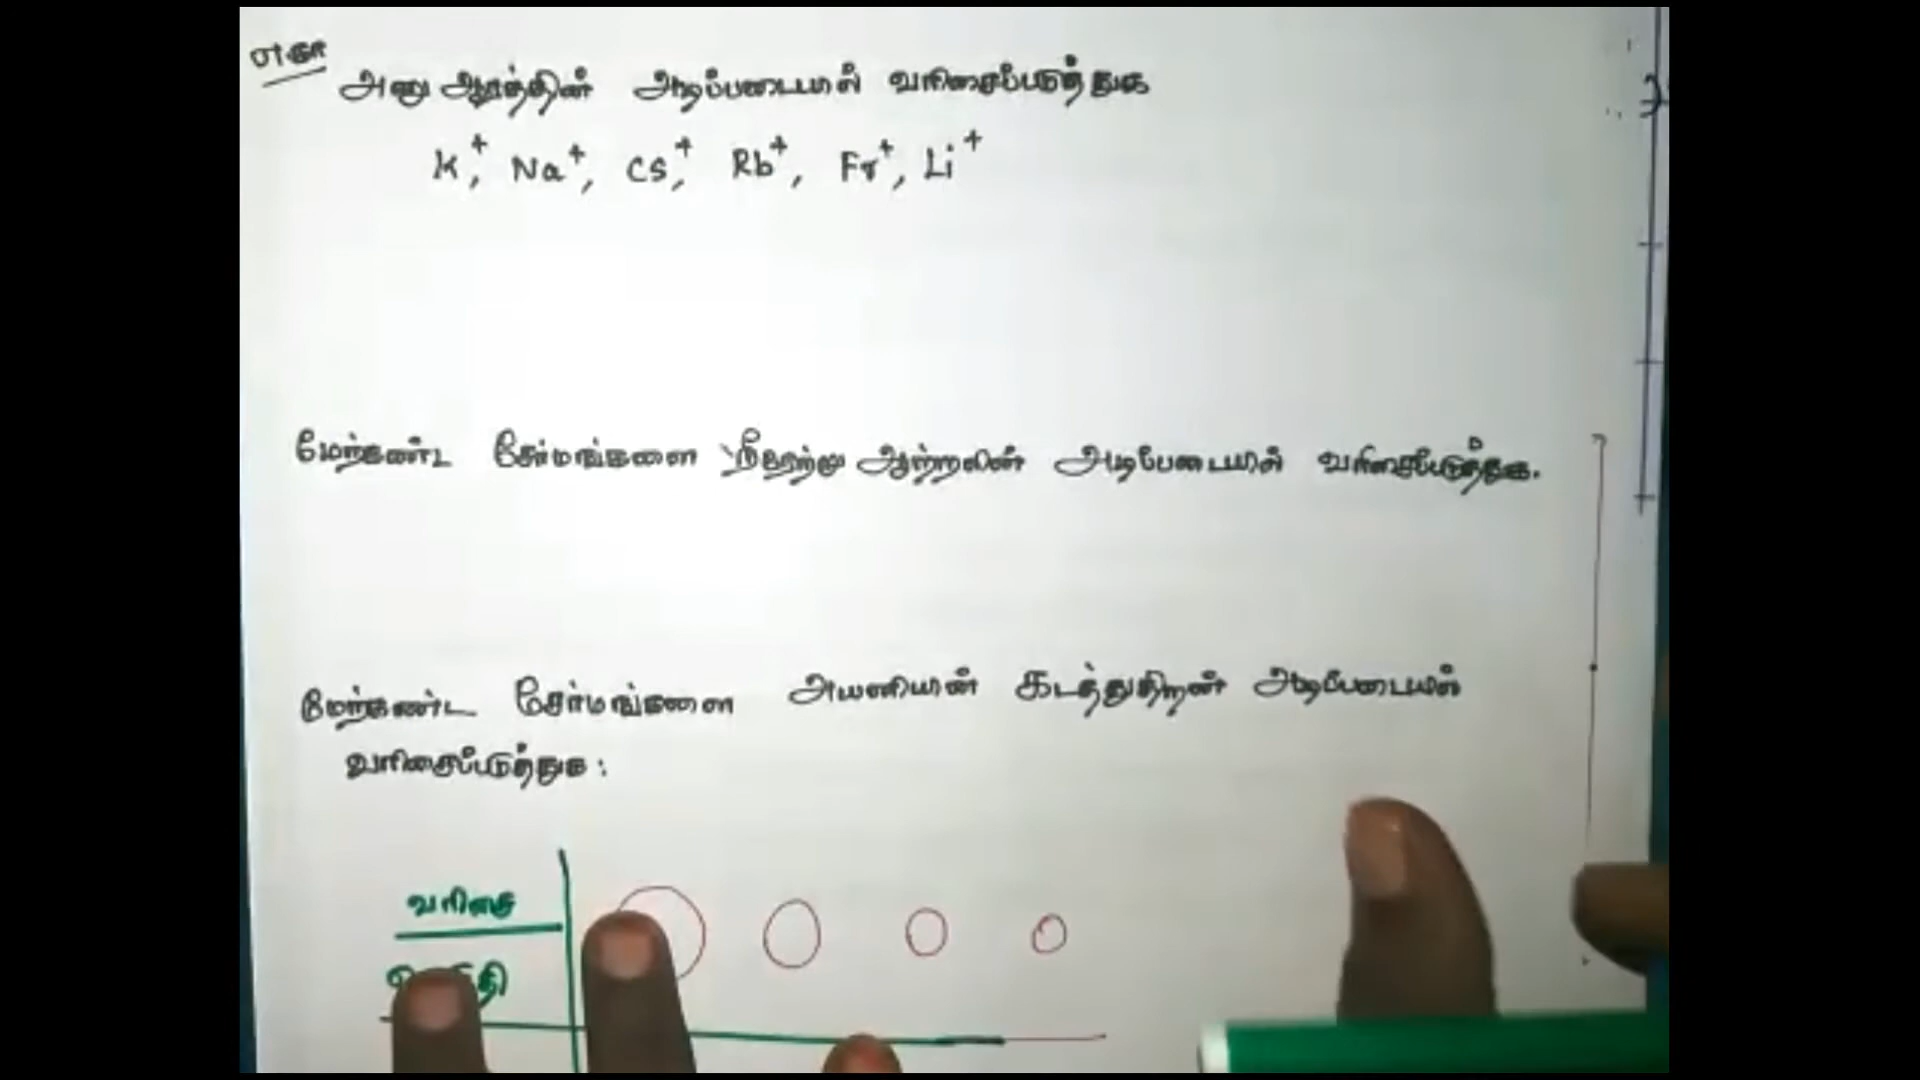 எகா
அணு ஆரத்தின் அடிப்படையில் வரிசைப்படுத்துக
K⁺, Na⁺, Cs⁺, Rb⁺, Fr⁺, Li⁺
மேற்கண்ட சேர்மங்களை நீரேற்று ஆற்றலின் அடிப்படையில் வரிசைப்படுத்துக.
மேற்கண்ட சேர்மங்களை அயனியின் கடத்துதிறன் அடிப்படையில்
வரிசைப்படுத்துக:
வரிசை